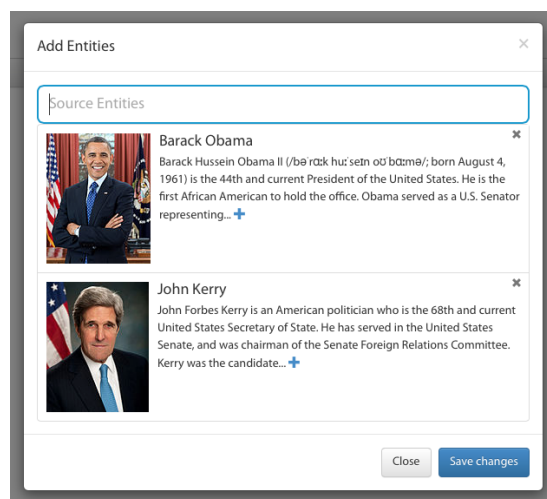 Add Entities ×
Source Entities
Barack Obama ✖
Barack Hussein Obama II (/bəˈrɑːk huːˈseɪn oʊˈbɑːmə/; born August 4,
1961) is the 44th and current President of the United States. He is the
first African American to hold the office. Obama served as a U.S. Senator
representing... +
John Kerry ✖
John Forbes Kerry is an American politician who is the 68th and current
United States Secretary of State. He has served in the United States
Senate, and was chairman of the Senate Foreign Relations Committee.
Kerry was the candidate... +
Close Save changes